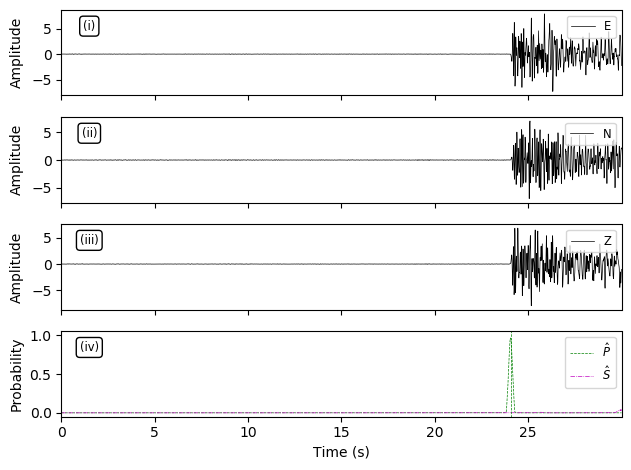 (i)
E
Amplitude
5
0
−5
(ii)
N
Amplitude
5
0
−5
(iii)
Z
Amplitude
5
0
−5
(iv)
P̂
Ŝ
Probability
1.0
0.5
0.0
0 5 10 15 20 25
Time (s)